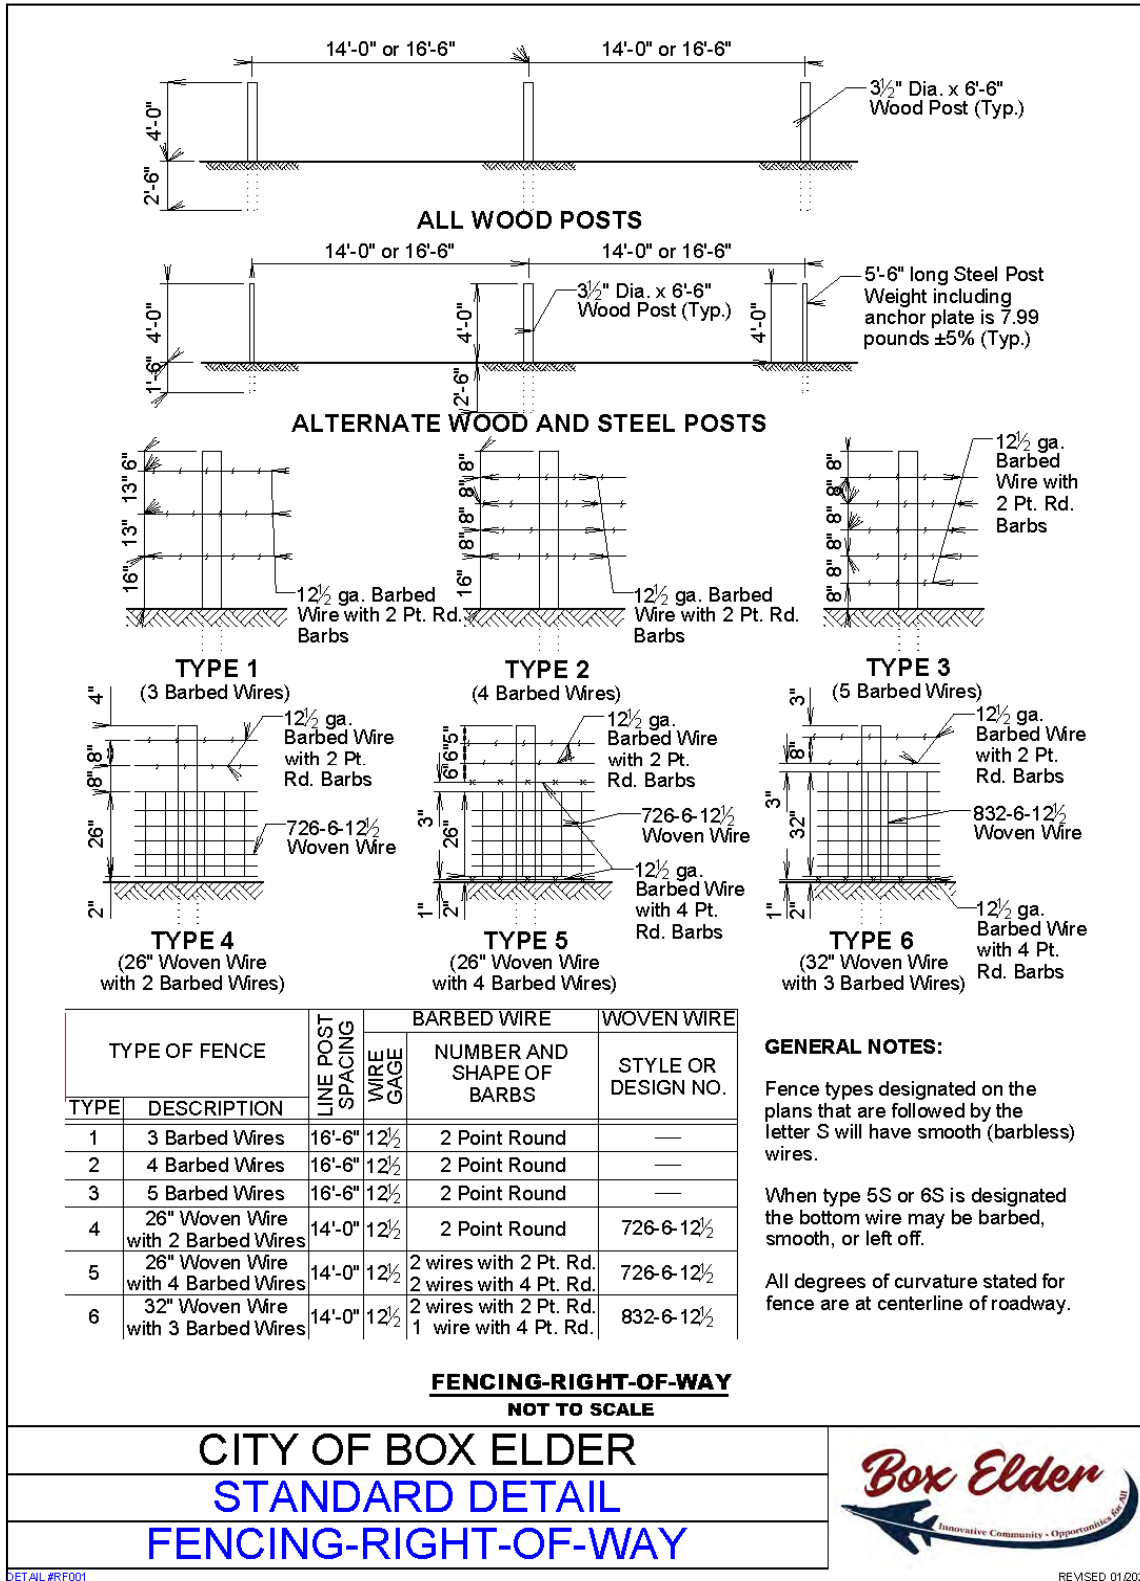 14'-0" or 16'-6"
14'-0" or 16'-6"
3½" Dia. x 6'-6"
Wood Post (Typ.)
4'-0"
2'-6"
ALL WOOD POSTS
14'-0" or 16'-6"
14'-0" or 16'-6"
5'-6" long Steel Post
Weight including
anchor plate is 7.99
pounds ±5% (Typ.)
3½" Dia. x 6'-6"
Wood Post (Typ.)
4'-0"
4'-0"
4'-0"
1'-6"
2'-6"
ALTERNATE WOOD AND STEEL POSTS
6"
13"
13"
16"
12½ ga. Barbed
Wire with 2 Pt. Rd.
Barbs
TYPE 1
(3 Barbed Wires)
8"
8"
8"
8"
16"
12½ ga. Barbed
Wire with 2 Pt. Rd.
Barbs
TYPE 2
(4 Barbed Wires)
8"
8"
8"
8"
8"
8"
12½ ga.
Barbed
Wire with
2 Pt. Rd.
Barbs
TYPE 3
(5 Barbed Wires)
4"
8"
8"
26"
2"
12½ ga.
Barbed Wire
with 2 Pt.
Rd. Barbs
726-6-12½
Woven Wire
TYPE 4
(26" Woven Wire
with 2 Barbed Wires)
5"
6"
6"
3"
26"
1"
2"
12½ ga.
Barbed Wire
with 2 Pt.
Rd. Barbs
726-6-12½
Woven Wire
12½ ga.
Barbed Wire
with 4 Pt.
Rd. Barbs
TYPE 5
(26" Woven Wire
with 4 Barbed Wires)
3"
8"
3"
32"
1"
2"
12½ ga.
Barbed Wire
with 2 Pt.
Rd. Barbs
832-6-12½
Woven Wire
12½ ga.
Barbed Wire
with 4 Pt.
Rd. Barbs
TYPE 6
(32" Woven Wire
with 3 Barbed Wires)
TYPE OF FENCE
LINE POST
SPACING
BARBED WIRE
WOVEN WIRE
WIRE
GAGE
NUMBER AND
SHAPE OF
BARBS
STYLE OR
DESIGN NO.
TYPE DESCRIPTION
1 3 Barbed Wires 16'-6" 12½ 2 Point Round —
2 4 Barbed Wires 16'-6" 12½ 2 Point Round —
3 5 Barbed Wires 16'-6" 12½ 2 Point Round —
4 26" Woven Wire
with 2 Barbed Wires 14'-0" 12½ 2 Point Round 726-6-12½
5 26" Woven Wire
with 4 Barbed Wires 14'-0" 12½ 2 wires with 2 Pt. Rd.
2 wires with 4 Pt. Rd. 726-6-12½
6 32" Woven Wire
with 3 Barbed Wires 14'-0" 12½ 2 wires with 2 Pt. Rd.
1 wire with 4 Pt. Rd. 832-6-12½
GENERAL NOTES:
Fence types designated on the
plans that are followed by the
letter S will have smooth (barbless)
wires.
When type 5S or 6S is designated
the bottom wire may be barbed,
smooth, or left off.
All degrees of curvature stated for
fence are at centerline of roadway.
FENCING-RIGHT-OF-WAY
NOT TO SCALE
CITY OF BOX ELDER
STANDARD DETAIL
FENCING-RIGHT-OF-WAY
Box Elder
Innovative Community - Opportunities for All
DETAIL #RF001
REVISED 01/202